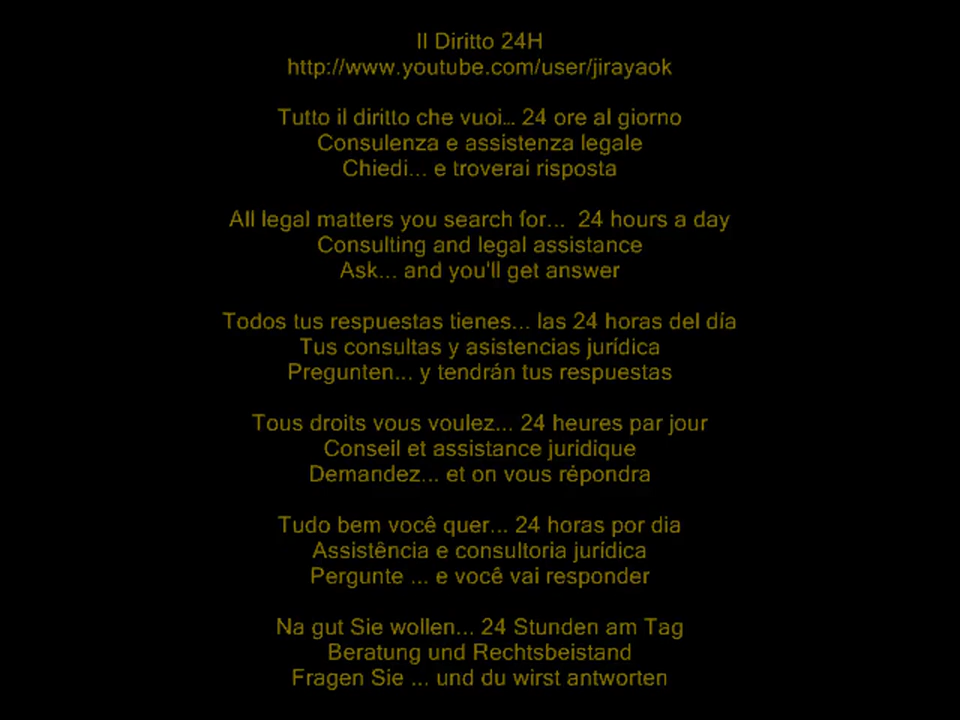 Il Diritto 24H
http://www.youtube.com/user/jirayaok
Tutto il diritto che vuoi... 24 ore al giorno
Consulenza e assistenza legale
Chiedi... e troverai risposta
All legal matters you search for...  24 hours a day
Consulting and legal assistance
Ask... and you'll get answer
Todos tus respuestas tienes... las 24 horas del día
Tus consultas y asistencias jurídica
Pregunten... y tendrán tus respuestas
Tous droits vous voulez... 24 heures par jour
Conseil et assistance juridique
Demandez... et on vous répondra
Tudo bem você quer... 24 horas por dia
Assistência e consultoria jurídica
Pergunte ... e você vai responder
Na gut Sie wollen... 24 Stunden am Tag
Beratung und Rechtsbeistand
Fragen Sie ... und du wirst antworten